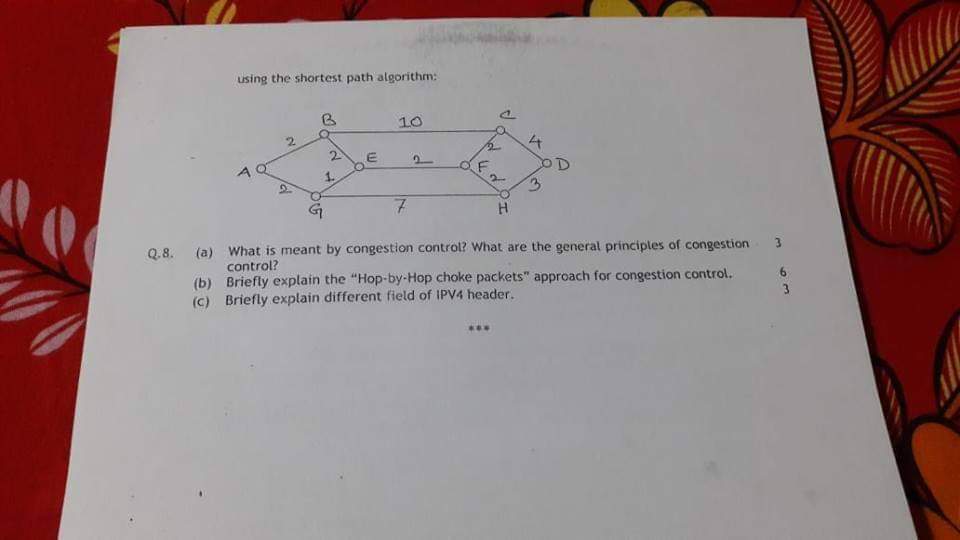 using the shortest path algorithm:
B 10 C
2 2 E 2 2 4
A F D
2 1 2 3
G 7 H
Q.8. (a) What is meant by congestion control? What are the general principles of congestion 3
control?
(b) Briefly explain the “Hop-by-Hop choke packets” approach for congestion control. 6
(c) Briefly explain different field of IPV4 header. 3
***